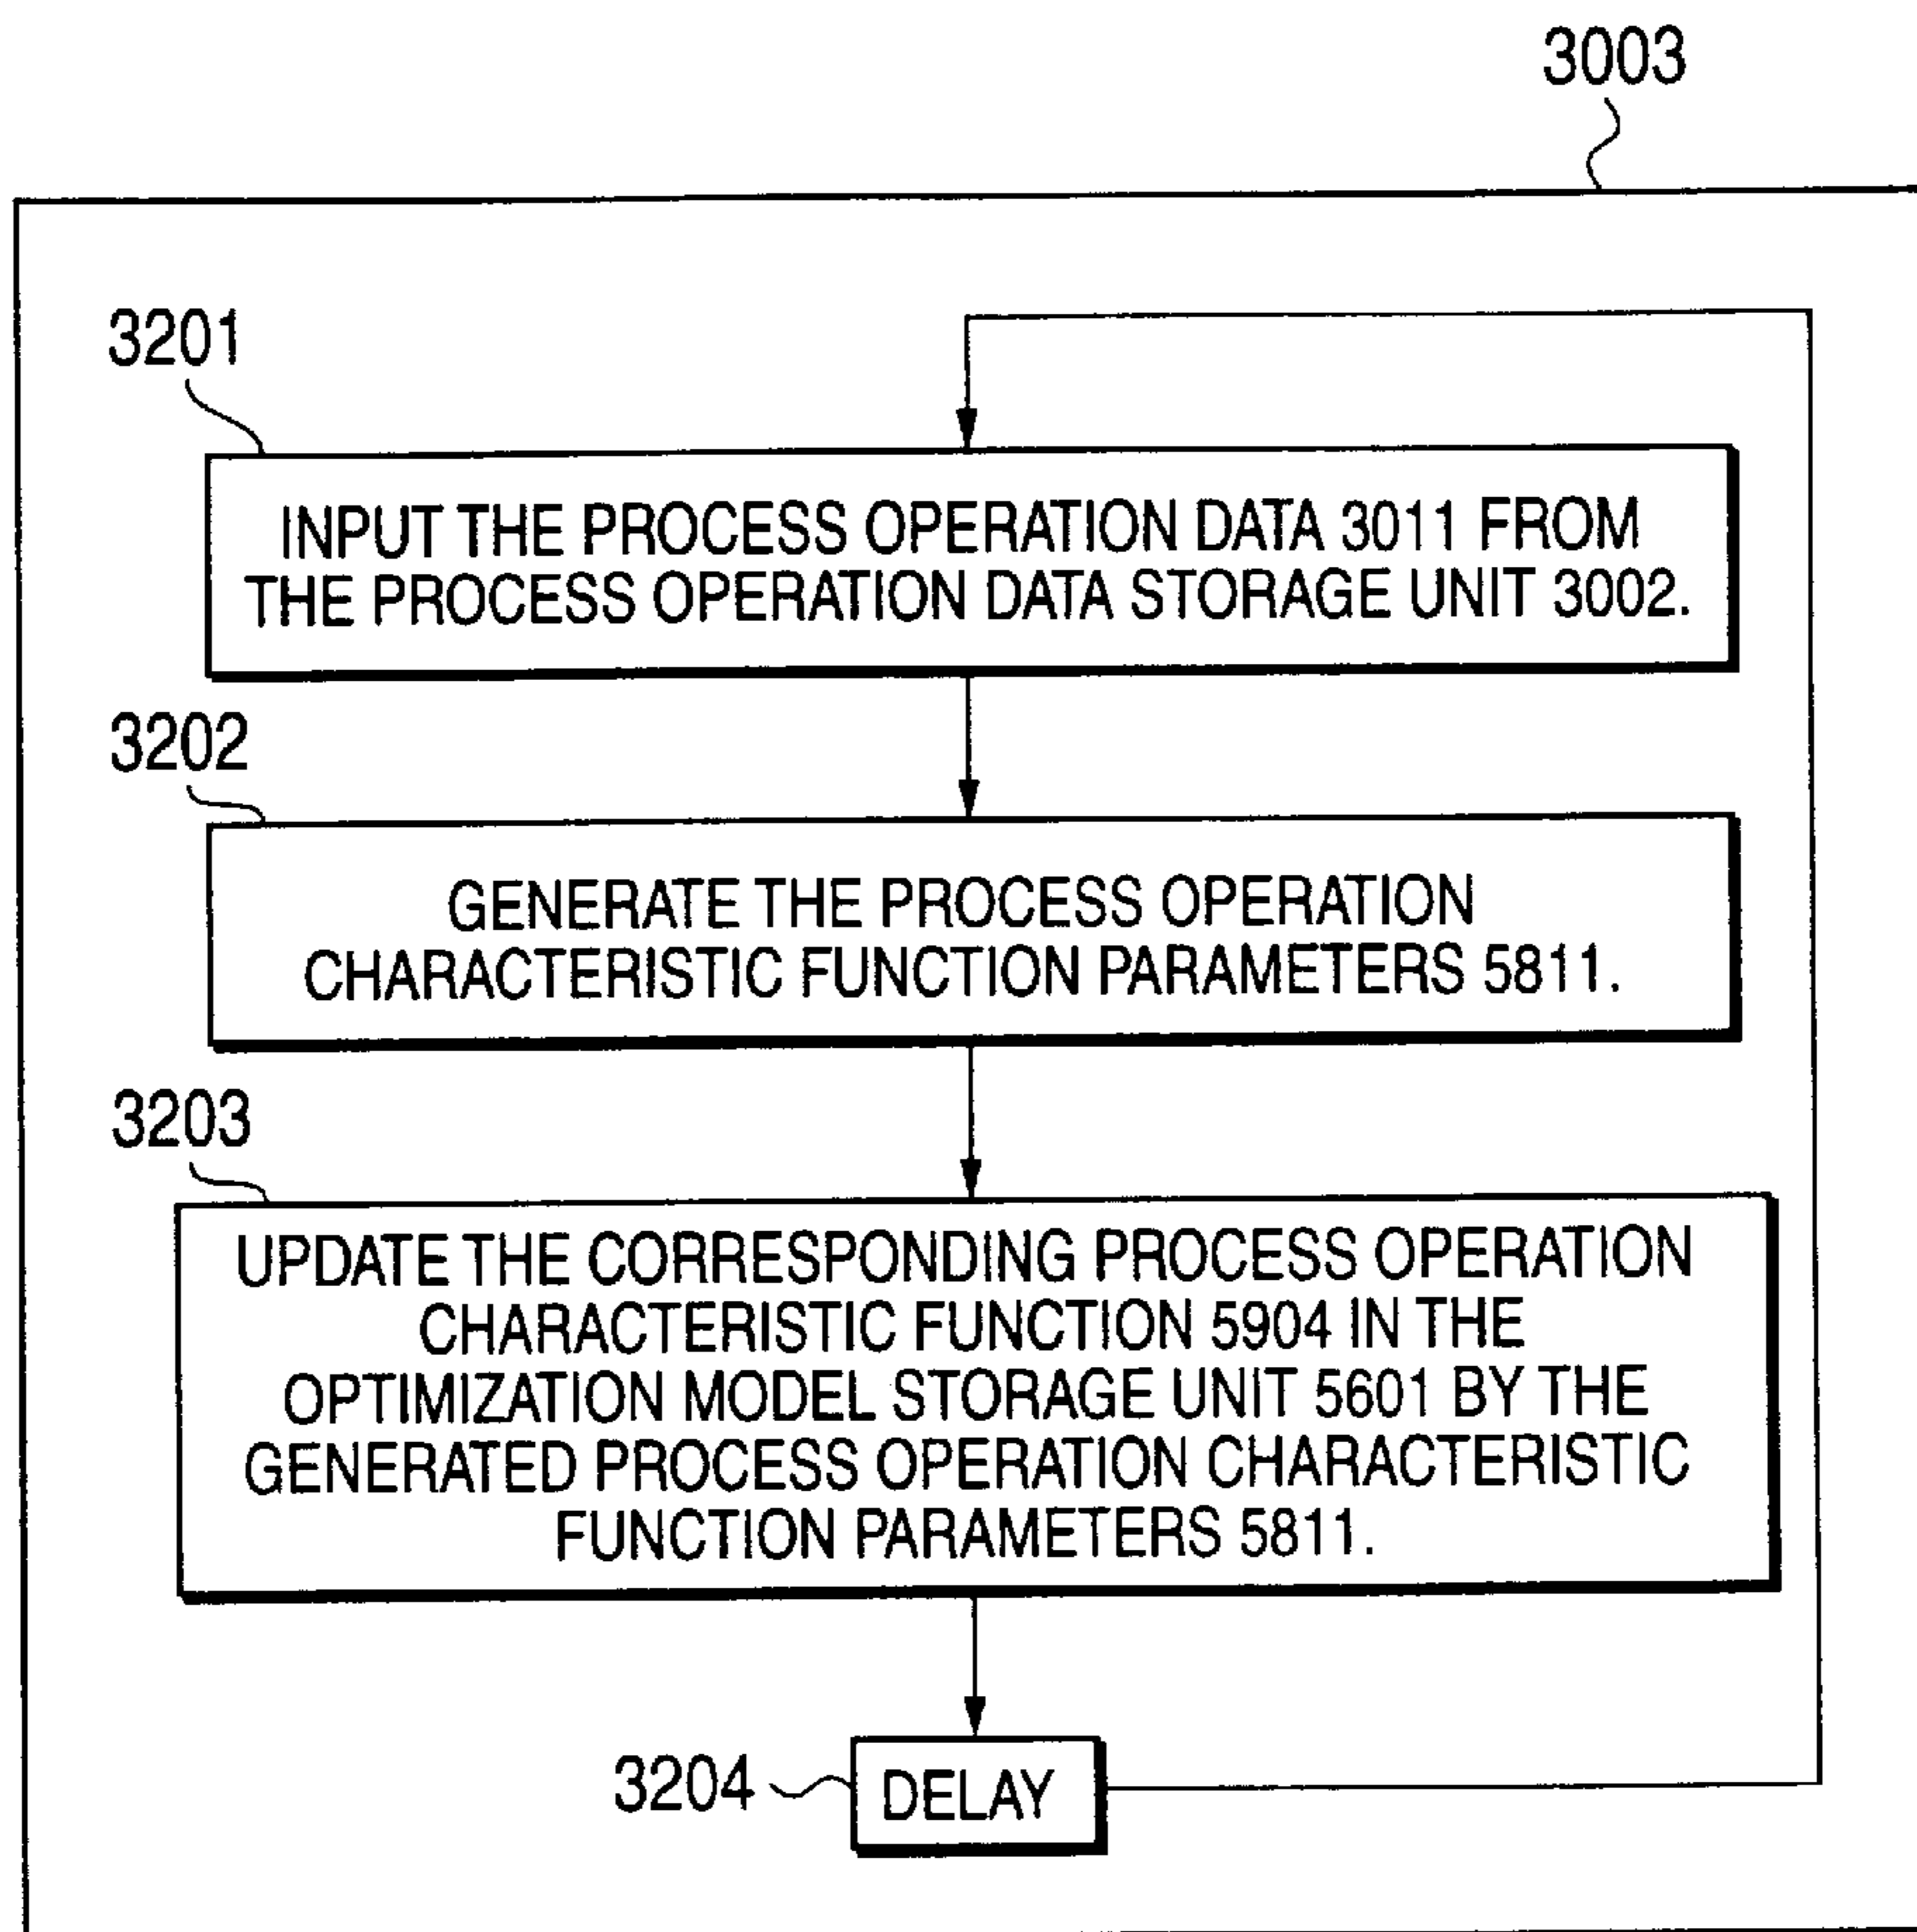 3003
3201
INPUT THE PROCESS OPERATION DATA 3011 FROM
THE PROCESS OPERATION DATA STORAGE UNIT 3002.
3202
GENERATE THE PROCESS OPERATION
CHARACTERISTIC FUNCTION PARAMETERS 5811.
3203
UPDATE THE CORRESPONDING PROCESS OPERATION
CHARACTERISTIC FUNCTION 5904 IN THE
OPTIMIZATION MODEL STORAGE UNIT 5601 BY THE
GENERATED PROCESS OPERATION CHARACTERISTIC
FUNCTION PARAMETERS 5811.
3204
DELAY